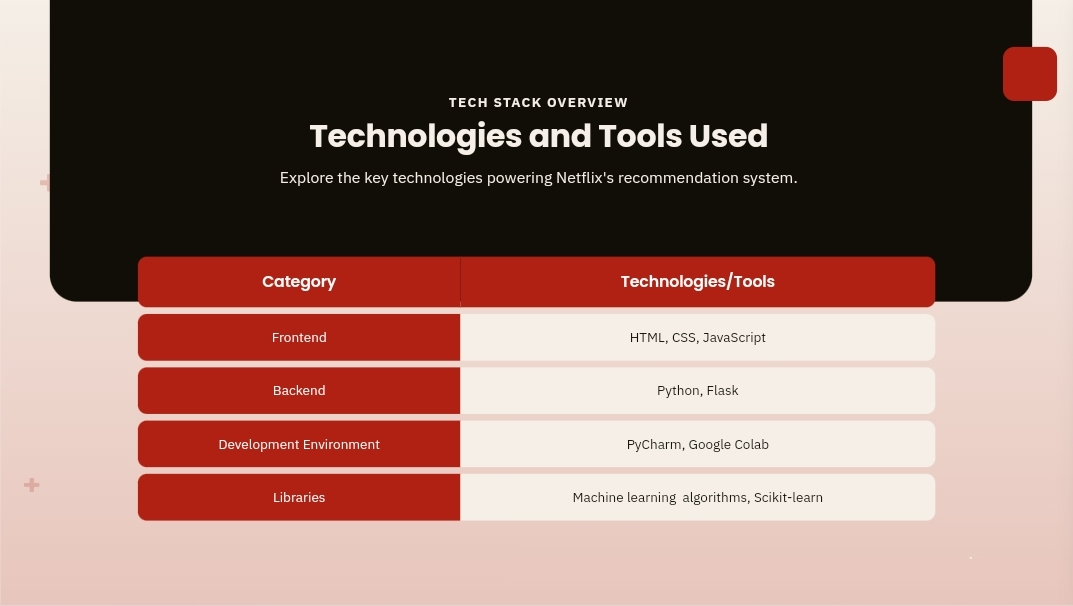 TECH STACK OVERVIEW
Technologies and Tools Used
Explore the key technologies powering Netflix's recommendation system.
Category Technologies/Tools
Frontend HTML, CSS, JavaScript
Backend Python, Flask
Development Environment PyCharm, Google Colab
Libraries Machine learning  algorithms, Scikit-learn